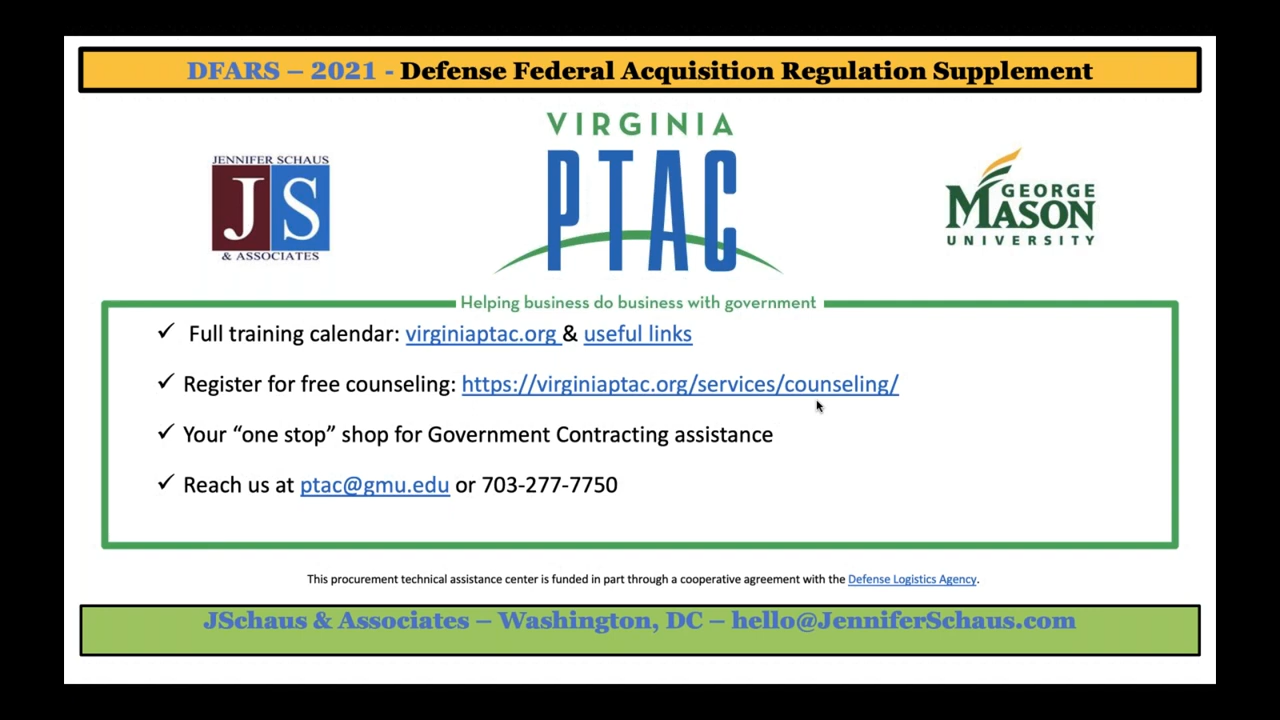 DFARS – 2021 - Defense Federal Acquisition Regulation Supplement
JENNIFER SCHAUS
JS
& ASSOCIATES
VIRGINIA
PTAC
GEORGE
MASON
UNIVERSITY
Helping business do business with government
✓ Full training calendar: virginiaptac.org & useful links
✓ Register for free counseling: https://virginiaptac.org/services/counseling/
✓ Your “one stop” shop for Government Contracting assistance
✓ Reach us at ptac@gmu.edu or 703-277-7750
This procurement technical assistance center is funded in part through a cooperative agreement with the Defense Logistics Agency.
JSchaus & Associates – Washington, DC – hello@JenniferSchaus.com